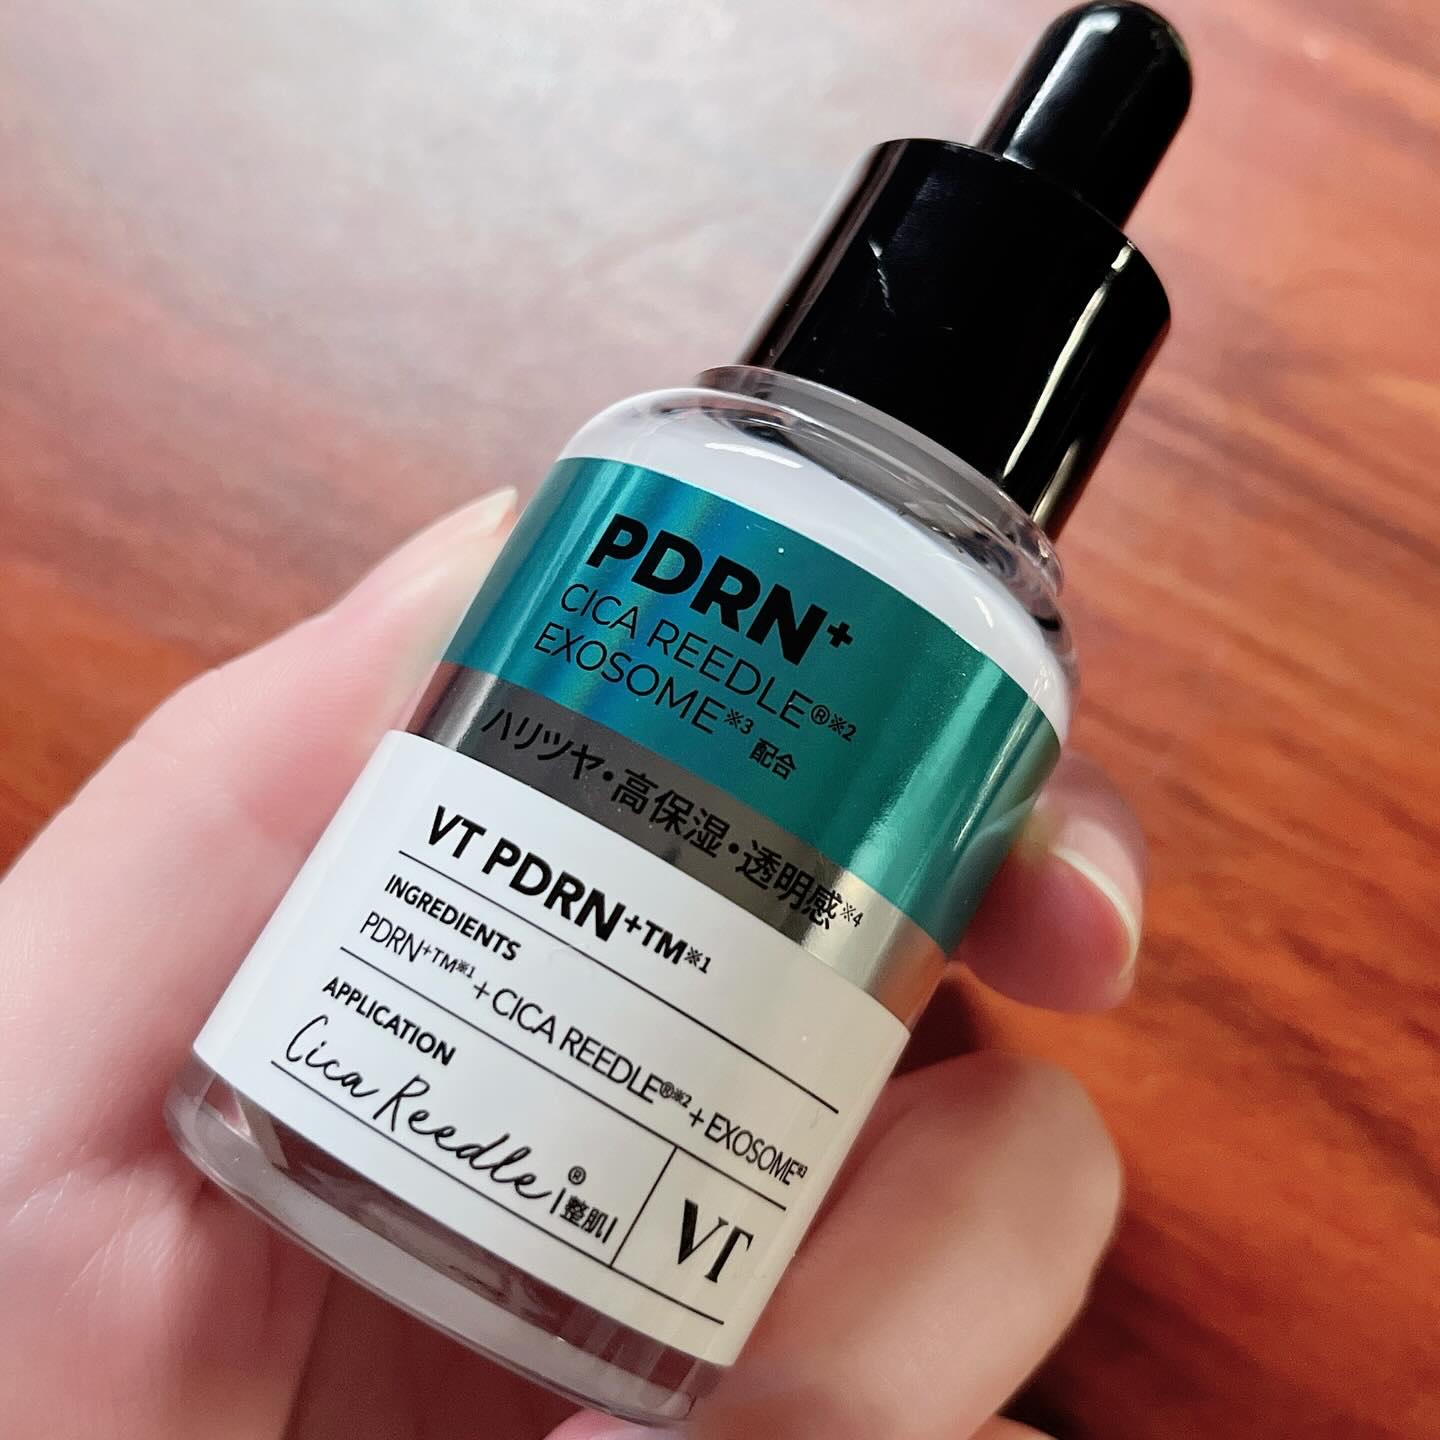 PDRN+
CICA REEDLE®※2
EXOSOME※3 配合
ハリツヤ・高保湿・透明感※4
VT PDRN+TM※1
INGREDIENTS
PDRN+TM※1 + CICA REEDLE®※2 + EXOSOME※3
APPLICATION
Cica Reedle® |整肌|
VT